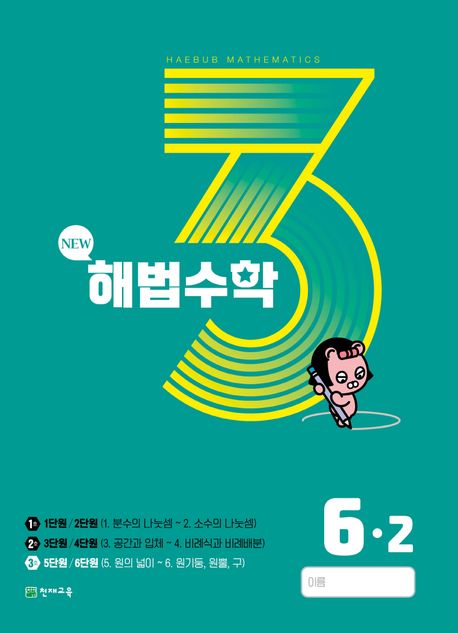 HAEBUB MATHEMATICS
3
NEW
해법수학
1순 1단원 / 2단원 (1. 분수의 나눗셈 ~ 2. 소수의 나눗셈)
2순 3단원 / 4단원 (3. 공간과 입체 ~ 4. 비례식과 비례배분)
3순 5단원 / 6단원 (5. 원의 넓이 ~ 6. 원기둥, 원뿔, 구)
6·2
이름
천재교육